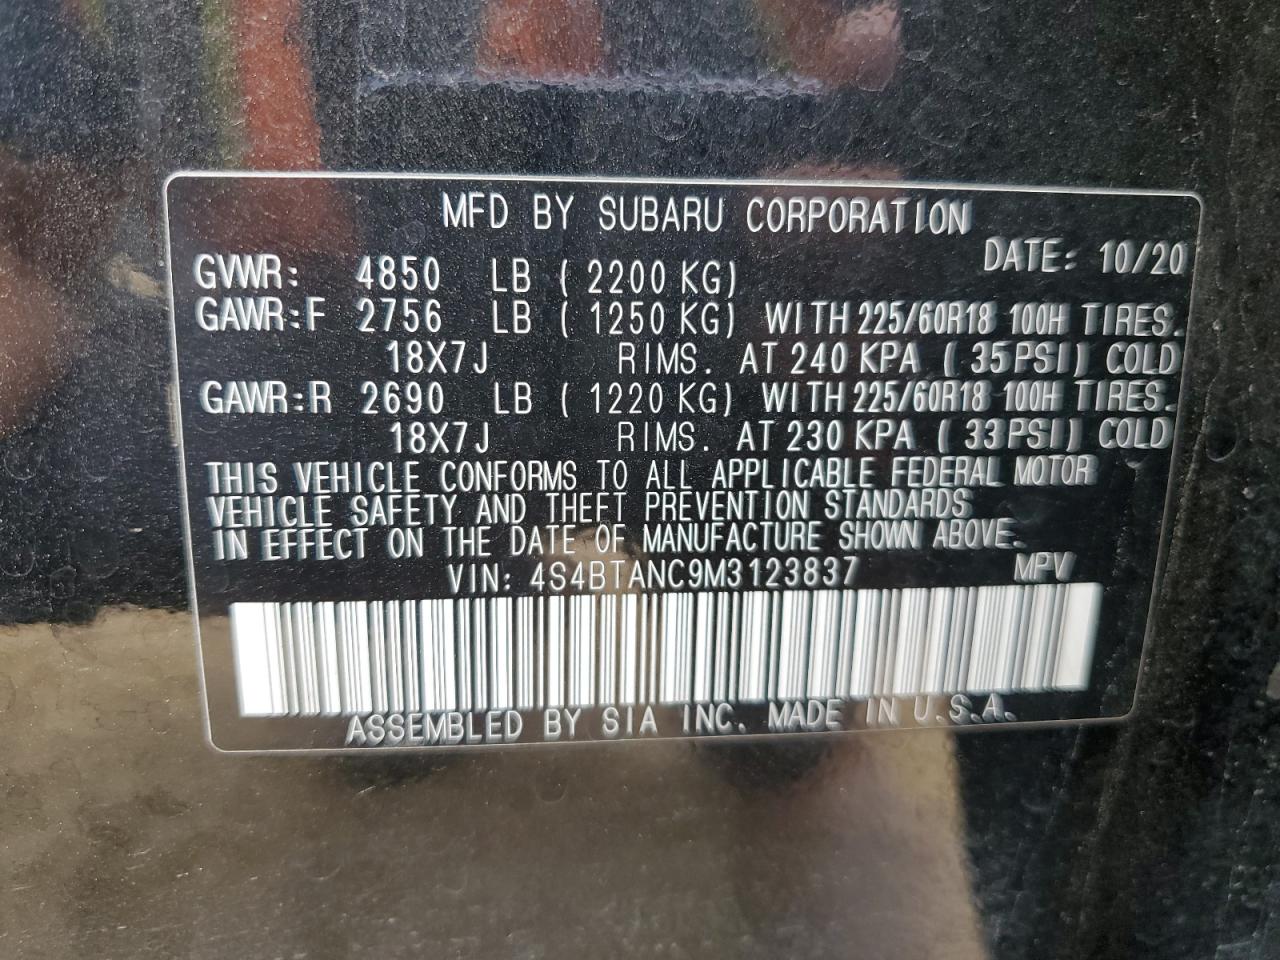 MFD BY SUBARU CORPORATION
DATE: 10/20
GVWR: 4850 LB ( 2200 KG)
GAWR:F 2756 LB ( 1250 KG) WITH 225/60R18 100H TIRES.
18X7J RIMS. AT 240 KPA ( 35PSI) COLD
GAWR:R 2690 LB ( 1220 KG) WITH 225/60R18 100H TIRES.
18X7J RIMS. AT 230 KPA ( 33PSI) COLD
THIS VEHICLE CONFORMS TO ALL APPLICABLE FEDERAL MOTOR
VEHICLE SAFETY AND THEFT PREVENTION STANDARDS
IN EFFECT ON THE DATE OF MANUFACTURE SHOWN ABOVE.
VIN: 4S4BTANC9M3123837 MPV
ASSEMBLED BY SIA INC. MADE IN U.S.A.